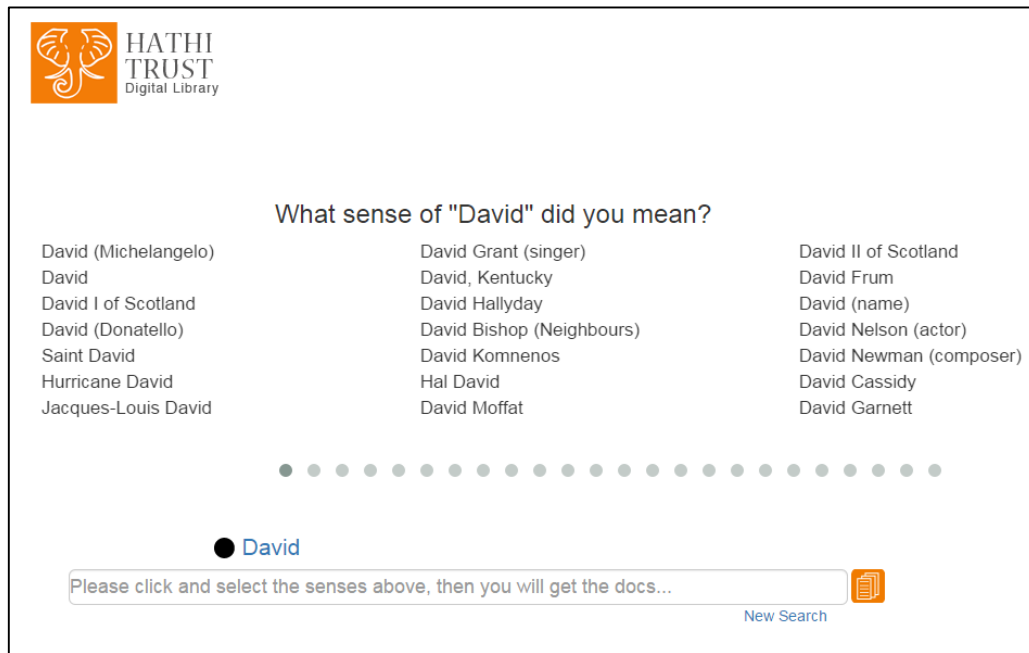 HATHI
TRUST
Digital Library
What sense of "David" did you mean?
David (Michelangelo)
David
David I of Scotland
David (Donatello)
Saint David
Hurricane David
Jacques-Louis David
David Grant (singer)
David, Kentucky
David Hallyday
David Bishop (Neighbours)
David Komnenos
Hal David
David Moffat
David II of Scotland
David Frum
David (name)
David Nelson (actor)
David Newman (composer)
David Cassidy
David Garnett
David
Please click and select the senses above, then you will get the docs...
New Search